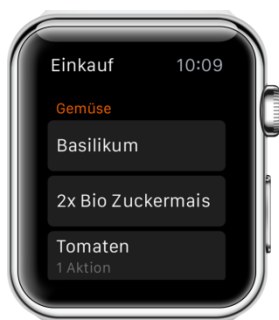 Einkauf 10:09
Gemüse
Basilikum
2x Bio Zuckermais
Tomaten
1 Aktion